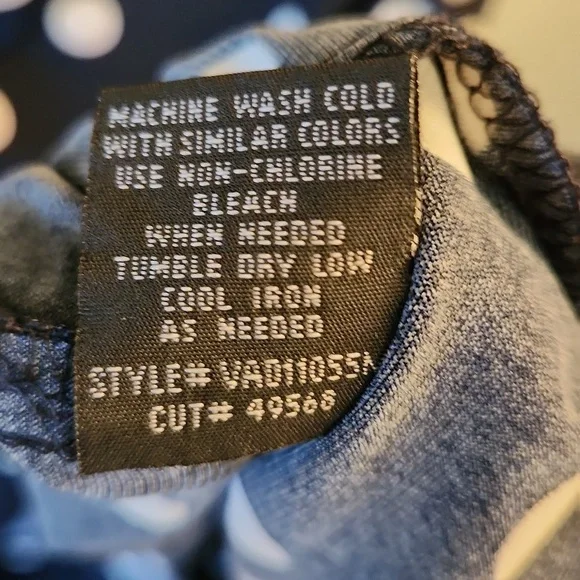 MACHINE WASH COLD
WITH SIMILAR COLORS
USE NON-CHLORINE
BLEACH
WHEN NEEDED
TUMBLE DRY LOW
COOL IRON
AS NEEDED
STYLE# VAD11055A
CUT# 49568